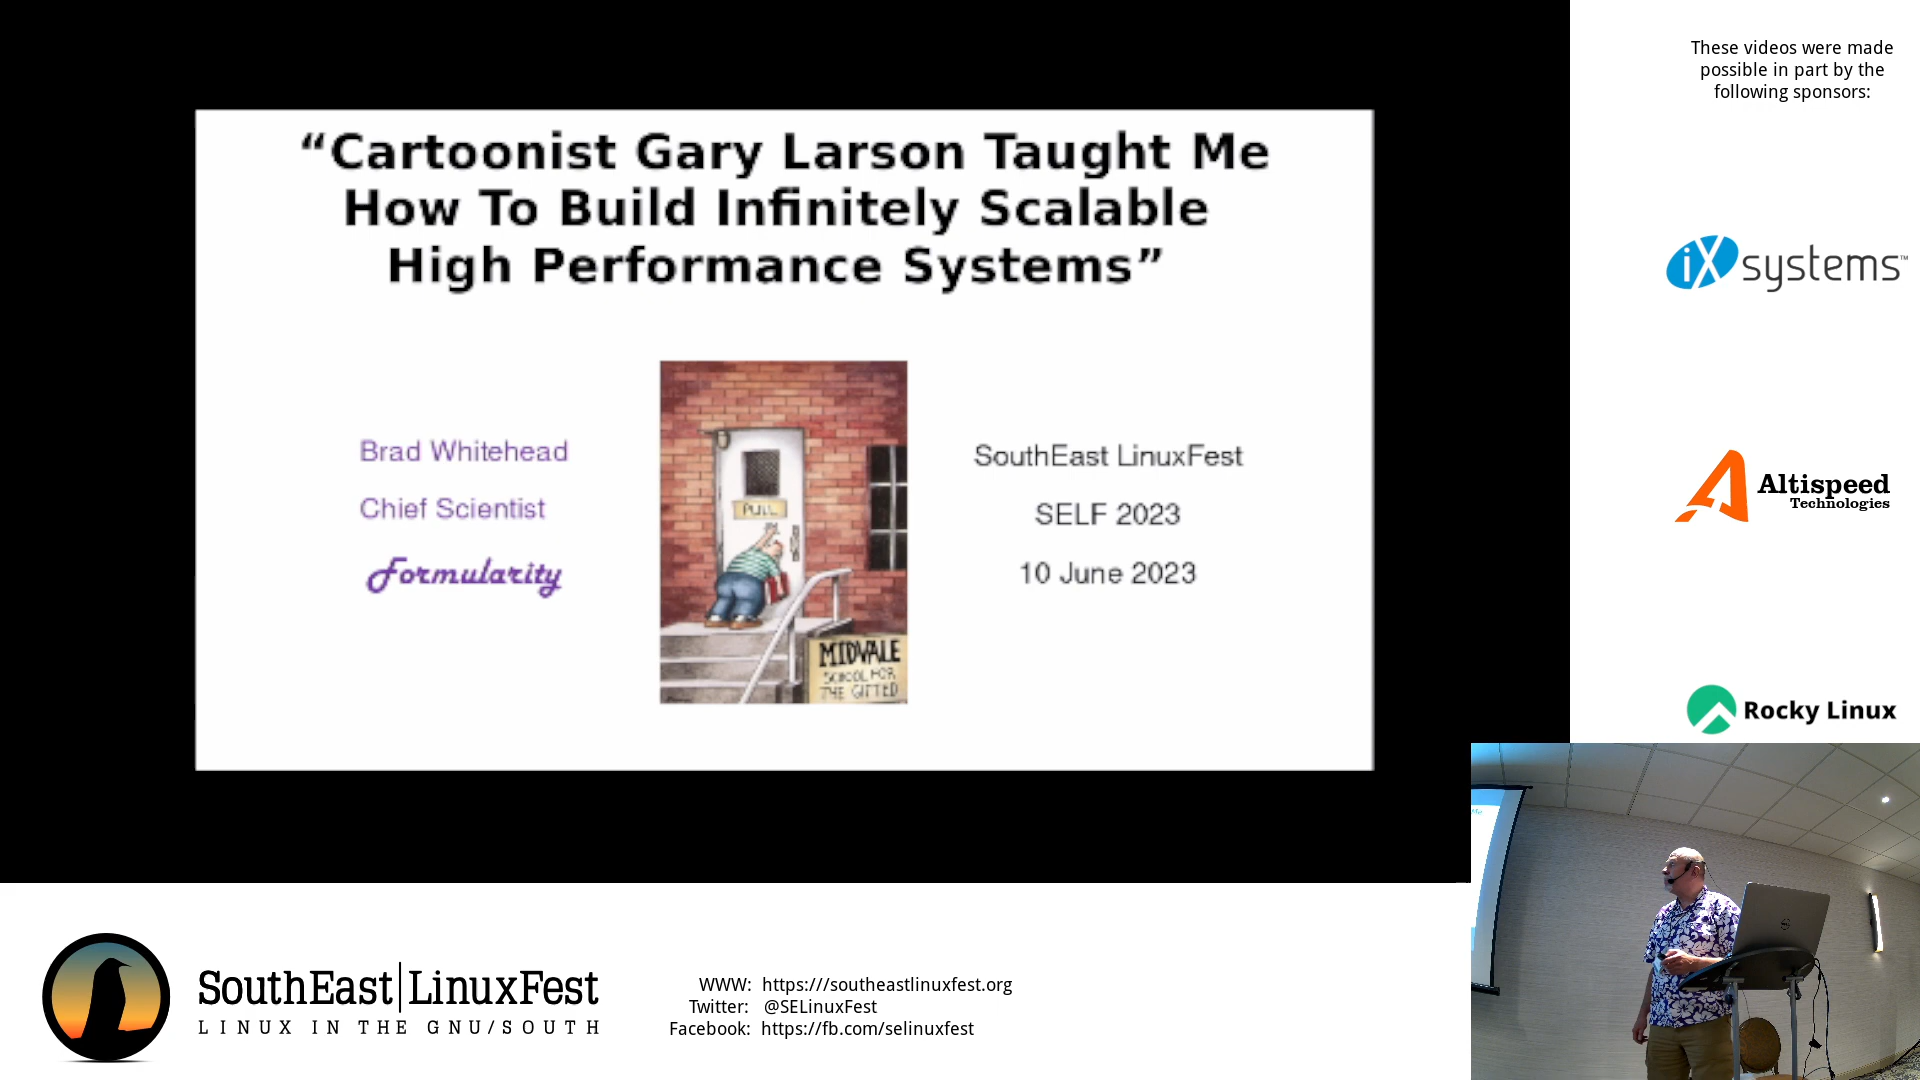 “Cartoonist Gary Larson Taught Me
How To Build Infinitely Scalable
High Performance Systems”
Brad Whitehead
Chief Scientist
Formularity
PULL
MIDVALE
SCHOOL FOR
THE GIFTED
SouthEast LinuxFest
SELF 2023
10 June 2023
These videos were made
possible in part by the
following sponsors:
iXsystems™
Altispeed
Technologies
Rocky Linux
SouthEast|LinuxFest
LINUX IN THE GNU/SOUTH
WWW: https:///southeastlinuxfest.org
Twitter: @SELinuxFest
Facebook: https://fb.com/selinuxfest